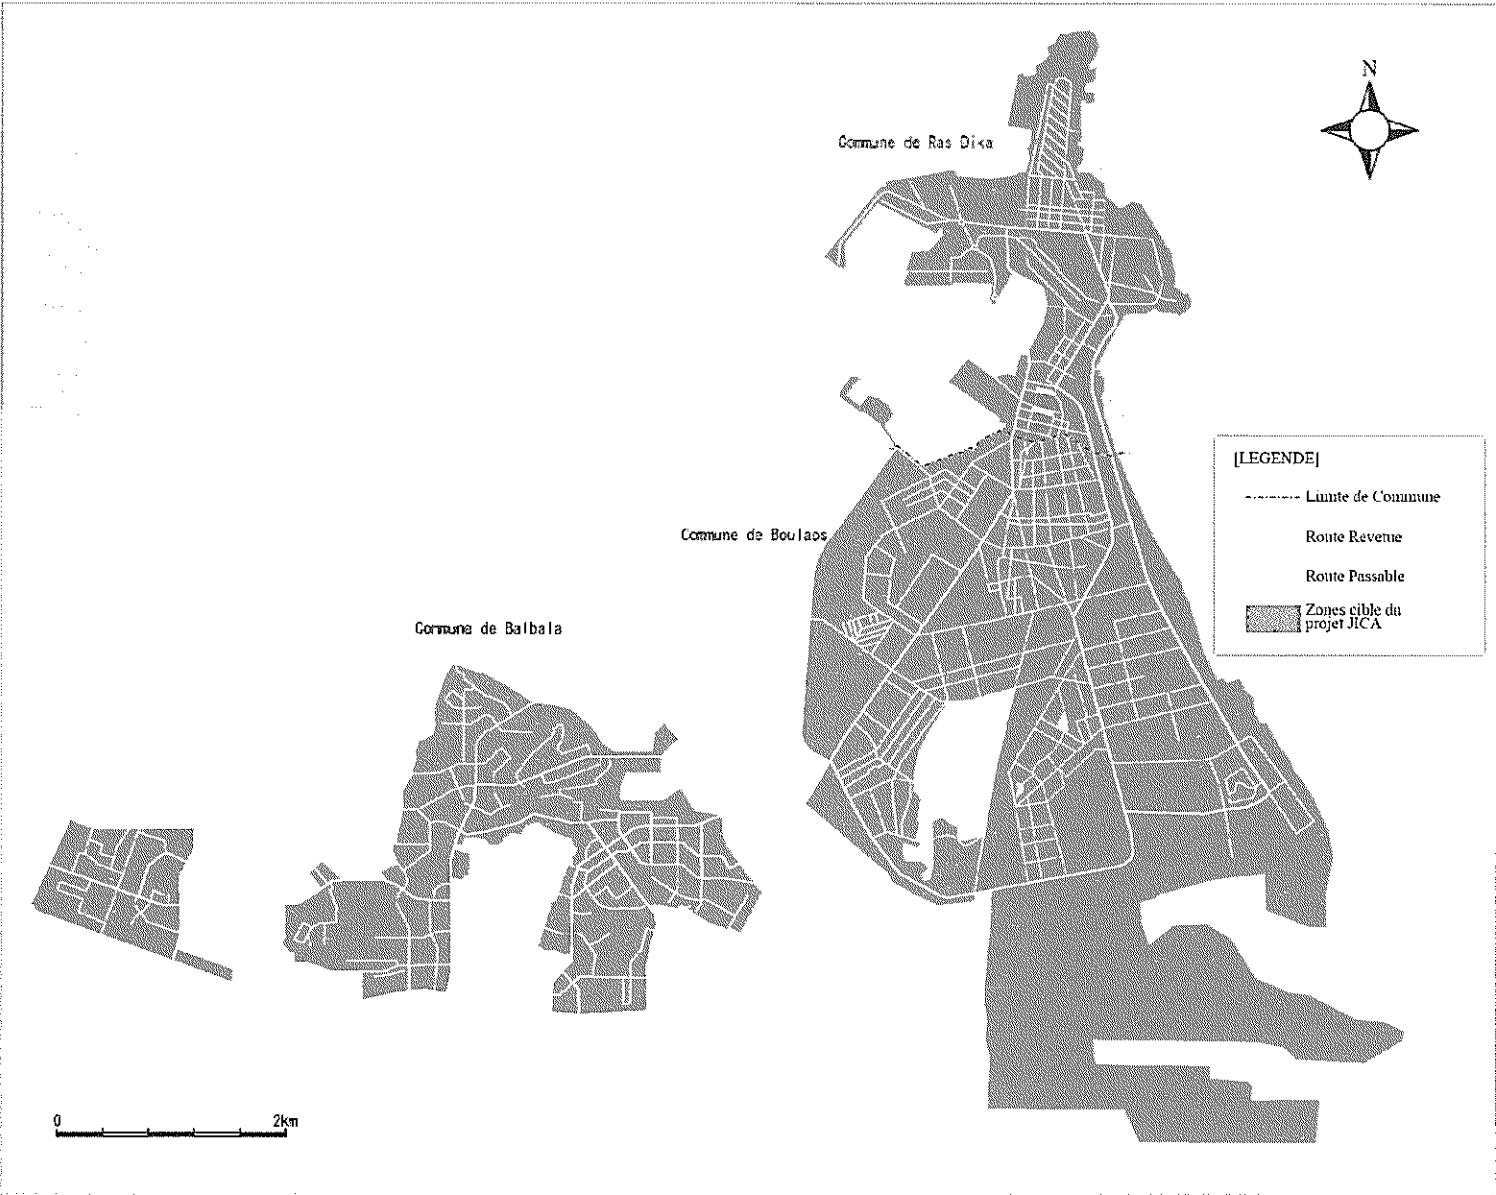 N
Commune de Ras Dika
[LEGENDE]
Limite de Commune
Commune de Boulaos
Route Revetue
Route Passable
Zones cible du
projet JICA
Commune de Balbala
0 2km